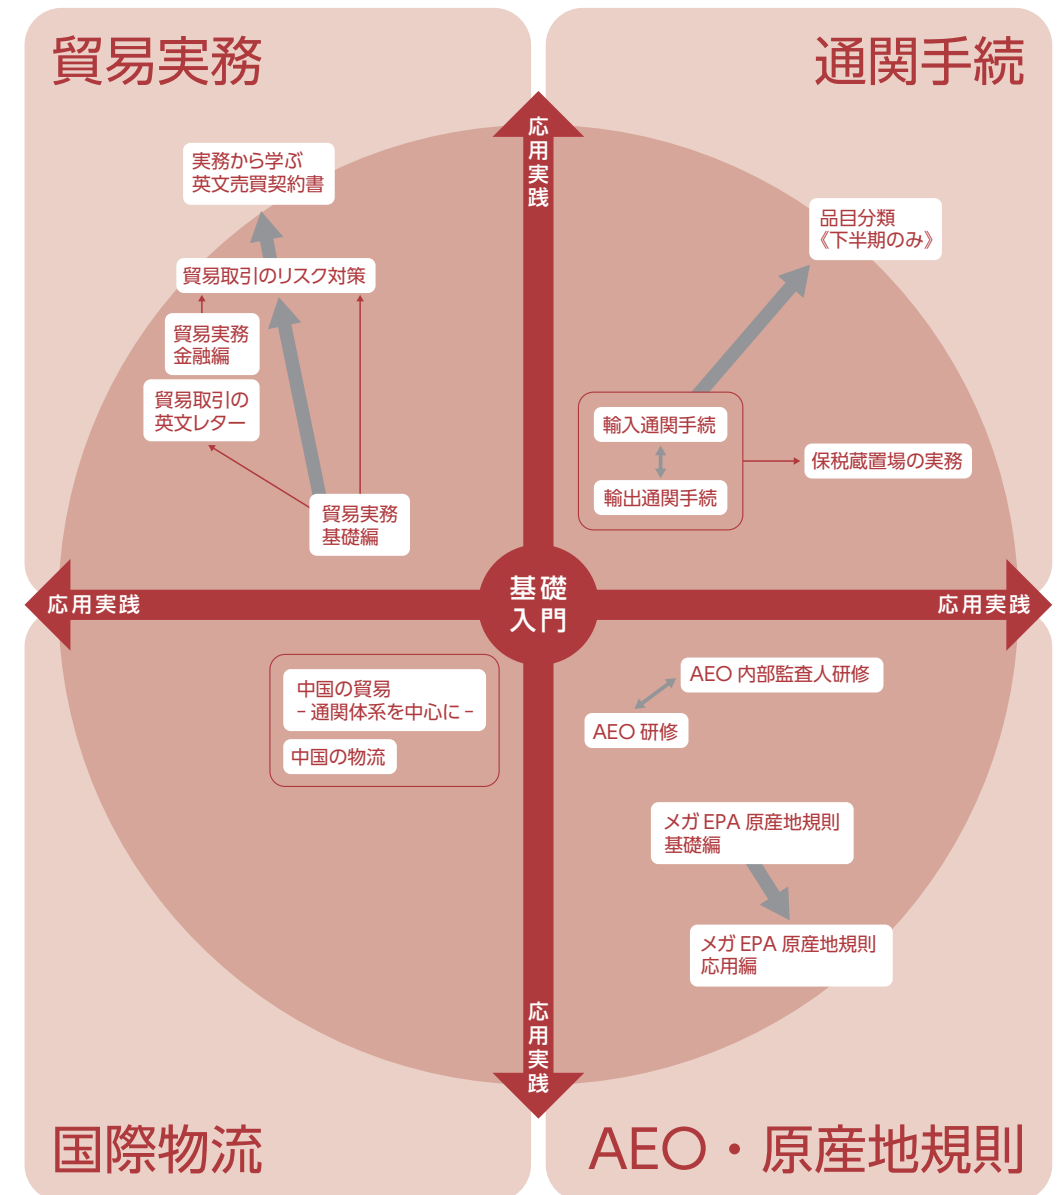 貿易実務
通関手続
応用実践
実務から学ぶ
英文売買契約書
貿易取引のリスク対策
貿易実務
金融編
貿易取引の
英文レター
貿易実務
基礎編
品目分類
《下半期のみ》
輸入通関手続
輸出通関手続
保税蔵置場の実務
応用実践
基礎
入門
応用実践
中国の貿易
－通関体系を中心に－
中国の物流
AEO 内部監査人研修
AEO 研修
メガ EPA 原産地規則
基礎編
メガ EPA 原産地規則
応用編
応用実践
国際物流
AEO・原産地規則